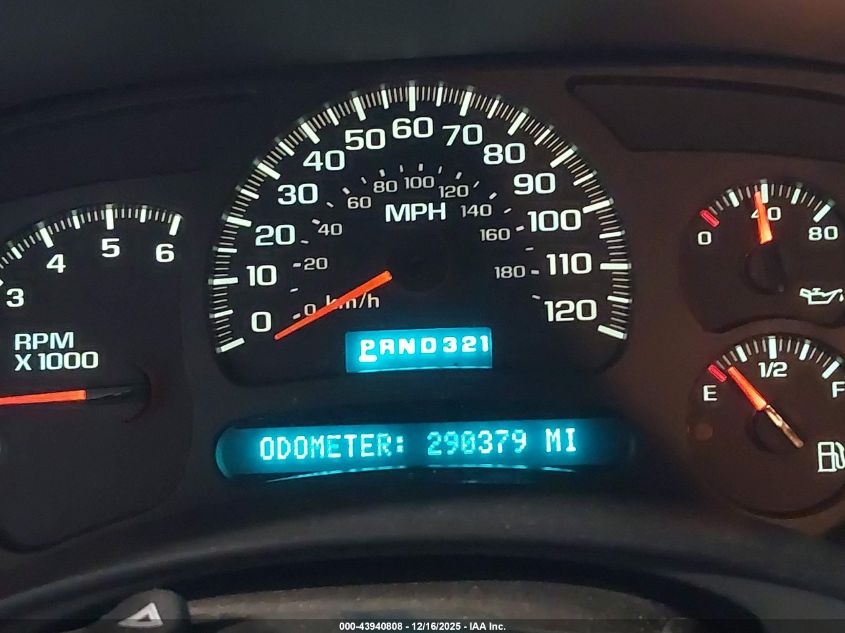 0 10 20 30 40 50 60 70 80 90 100 110 120
0 20 40 60 80 100 120 140 160 180
MPH
km/h
3 4 5 6
RPM
X 1000
PRND321
ODOMETER: 290379 MI
0 40 80
E 1/2 F
000-43940808 - 12/16/2025 - IAA Inc.